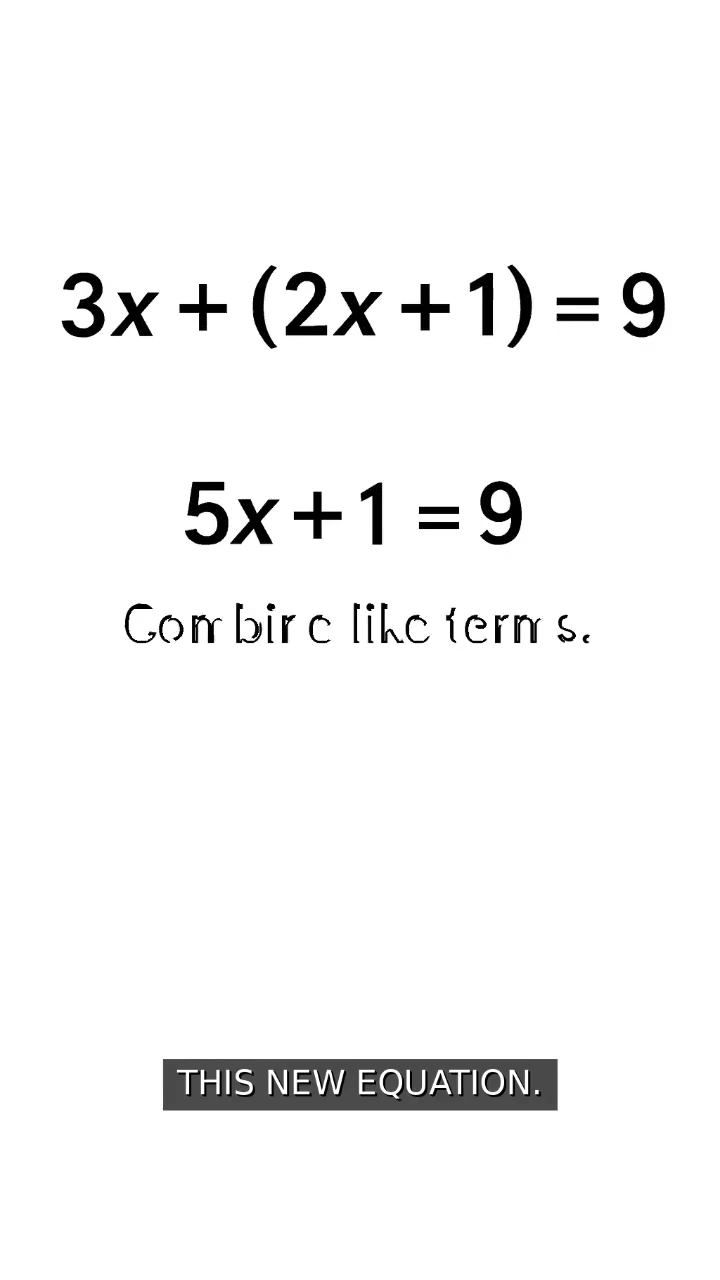 3x + (2x + 1) = 9
5x + 1 = 9
Combine like terms.
THIS NEW EQUATION.